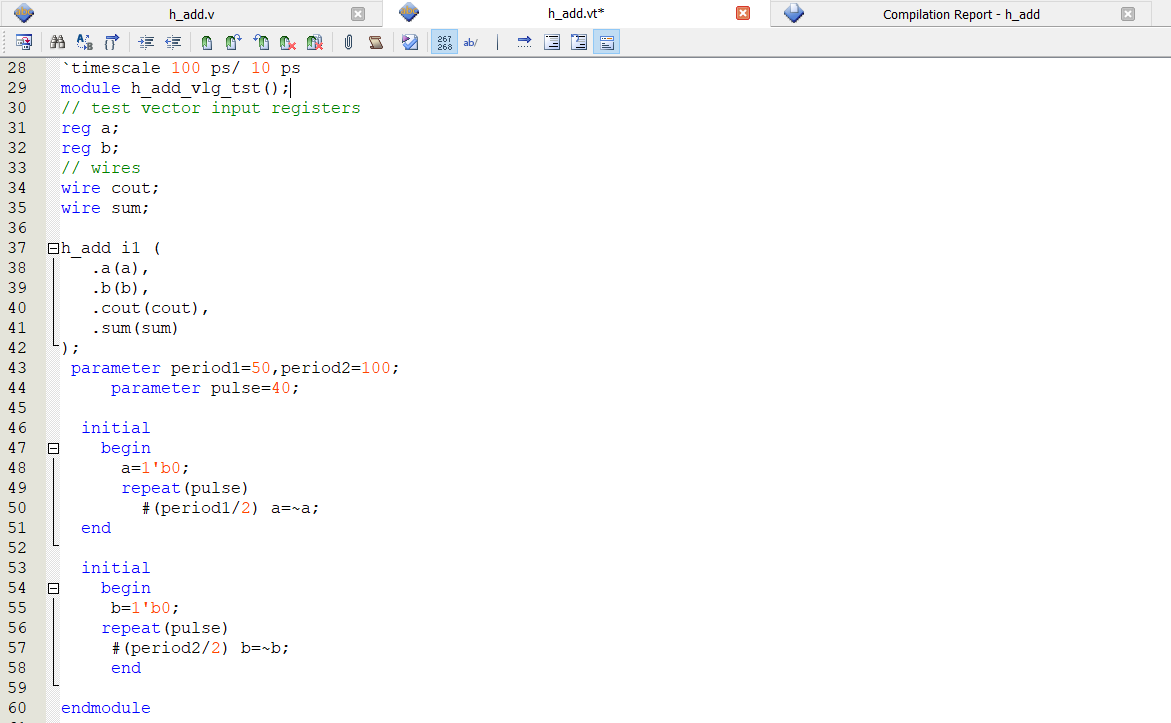 h_add.v
h_add.vt*
Compilation Report - h_add
267
268
ab/
28 `timescale 100 ps/ 10 ps
29 module h_add_vlg_tst();
30 // test vector input registers
31 reg a;
32 reg b;
33 // wires
34 wire cout;
35 wire sum;
36
37 h_add i1 (
38 .a(a),
39 .b(b),
40 .cout(cout),
41 .sum(sum)
42 );
43 parameter period1=50,period2=100;
44 parameter pulse=40;
45
46 initial
47 begin
48 a=1'b0;
49 repeat(pulse)
50 #(period1/2) a=~a;
51 end
52
53 initial
54 begin
55 b=1'b0;
56 repeat(pulse)
57 #(period2/2) b=~b;
58 end
59
60 endmodule